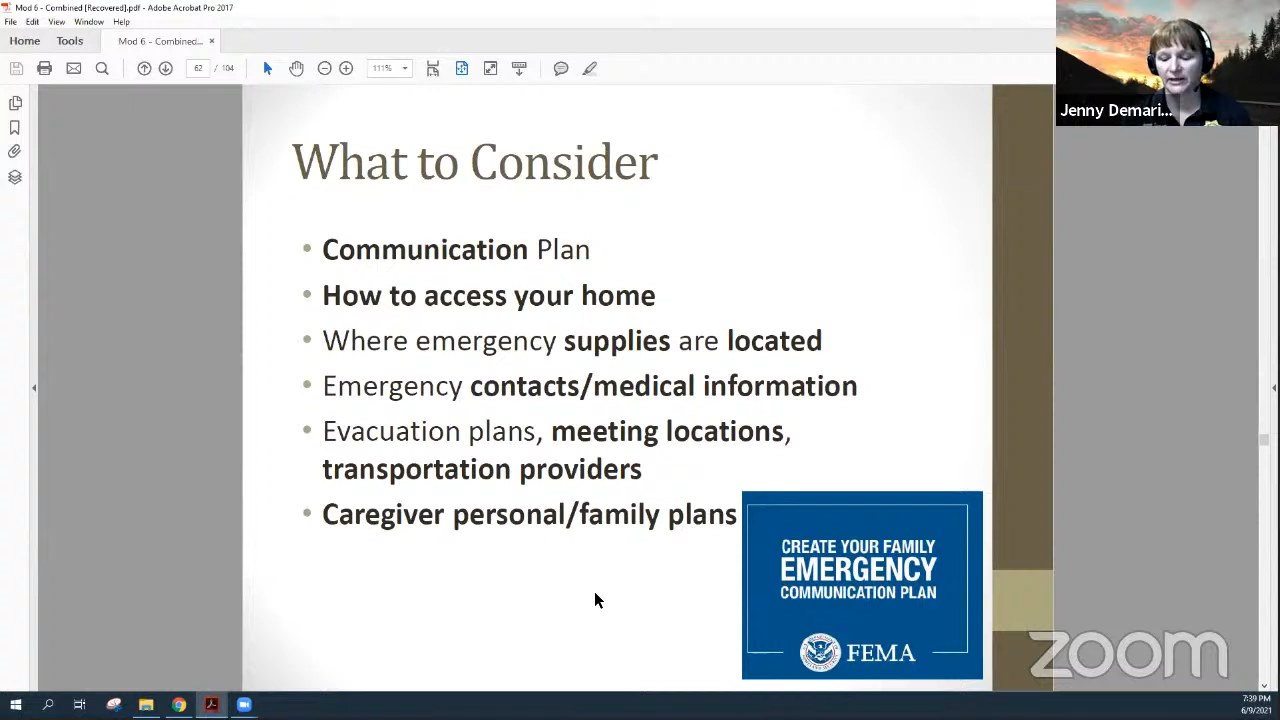 Mod 6 - Combined [Recovered].pdf - Adobe Acrobat Pro 2017
File Edit View Window Help
Home Tools Mod 6 - Combined... ×
62 / 104 111%
Jenny Demari...
What to Consider
• Communication Plan
• How to access your home
• Where emergency supplies are located
• Emergency contacts/medical information
• Evacuation plans, meeting locations,
transportation providers
• Caregiver personal/family plans
CREATE YOUR FAMILY
EMERGENCY
COMMUNICATION PLAN
FEMA
zoom
7:39 PM
6/9/2021